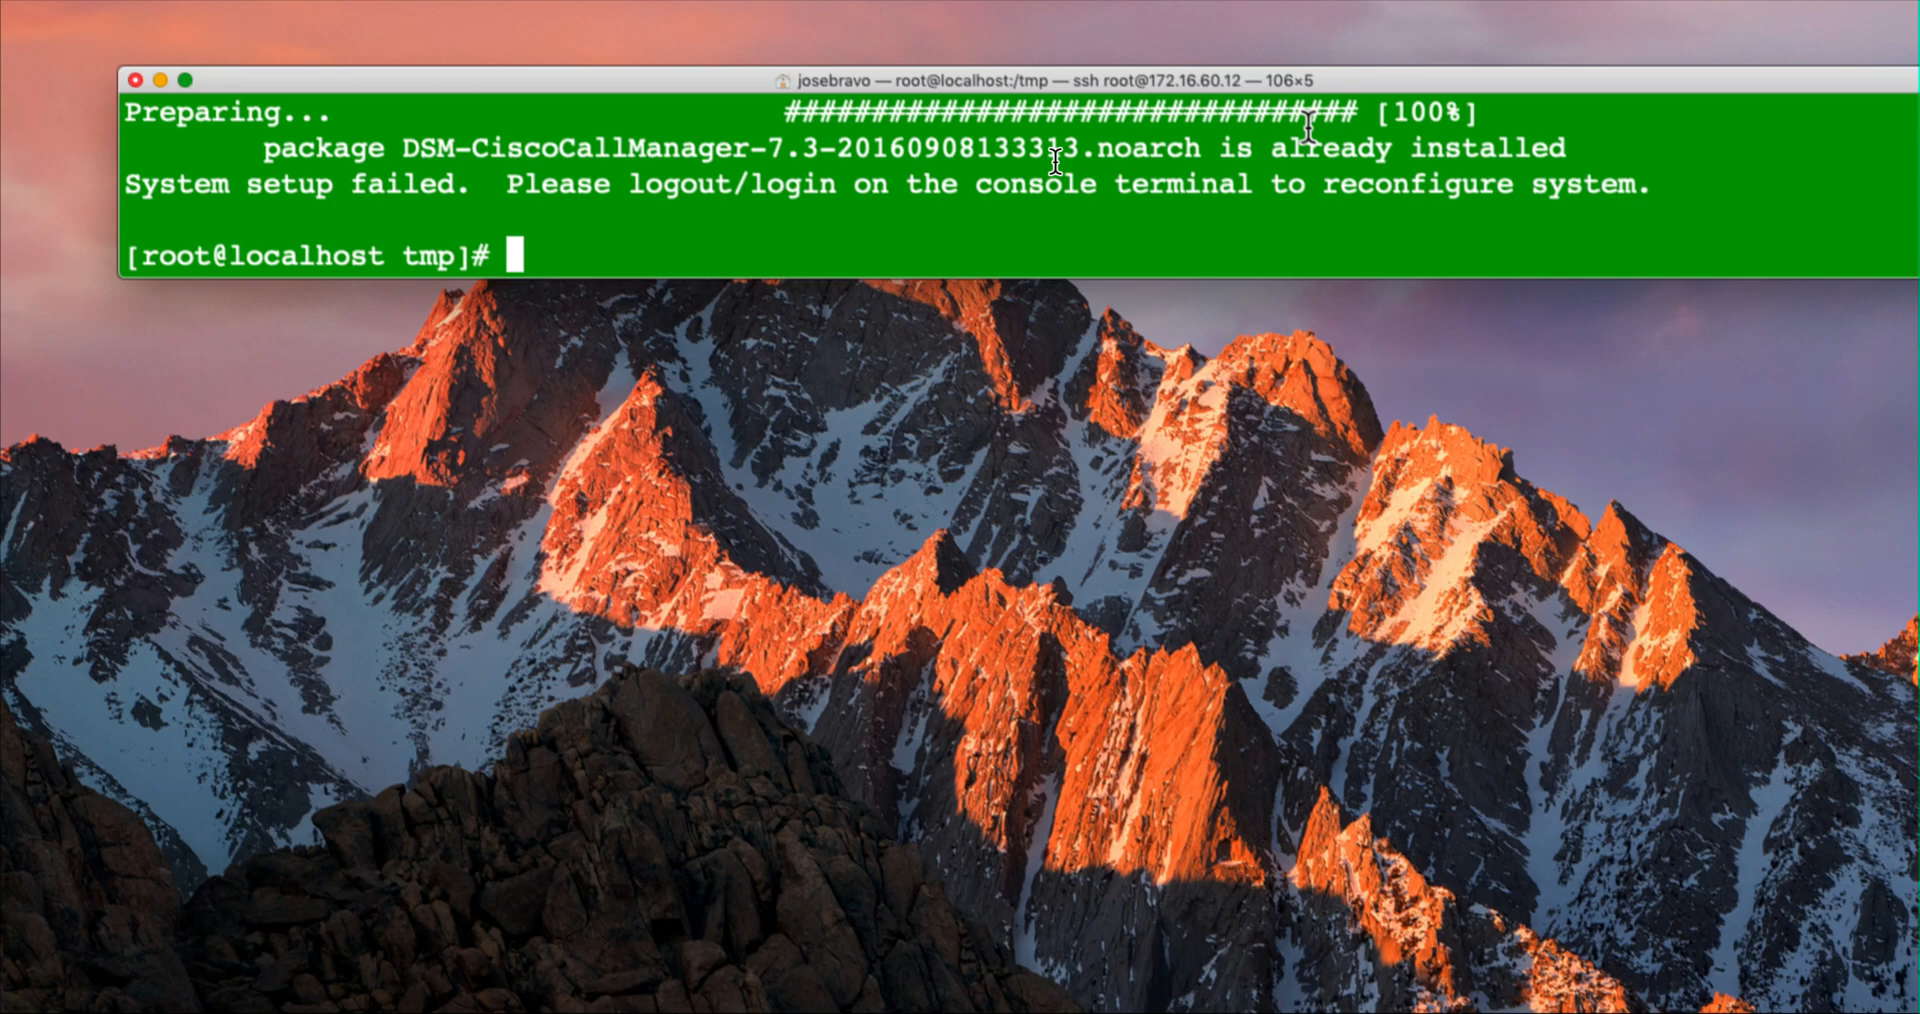 josebravo — root@localhost:/tmp — ssh root@172.16.60.12 — 106×5
Preparing... ################################# [100%]
package DSM-CiscoCallManager-7.3-20160908133313.noarch is already installed
System setup failed. Please logout/login on the console terminal to reconfigure system.
[root@localhost tmp]#